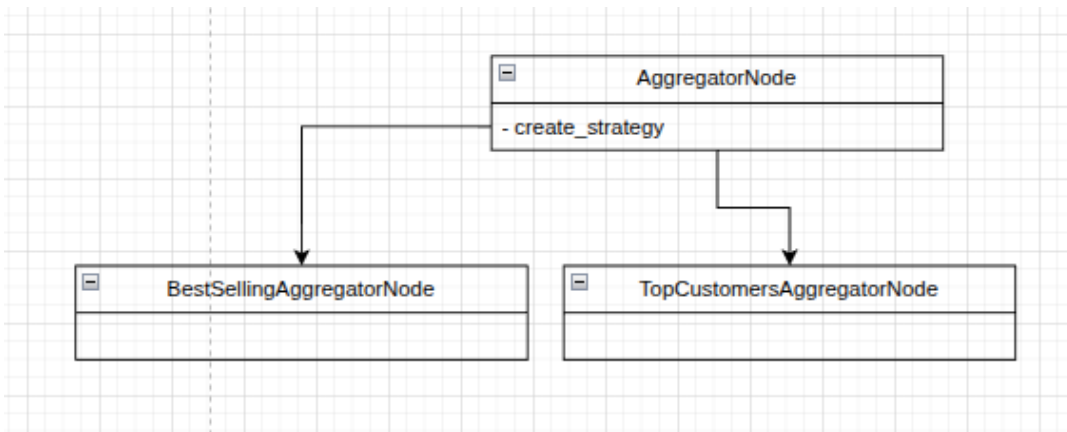 AggregatorNode
- create_strategy
BestSellingAggregatorNode
TopCustomersAggregatorNode